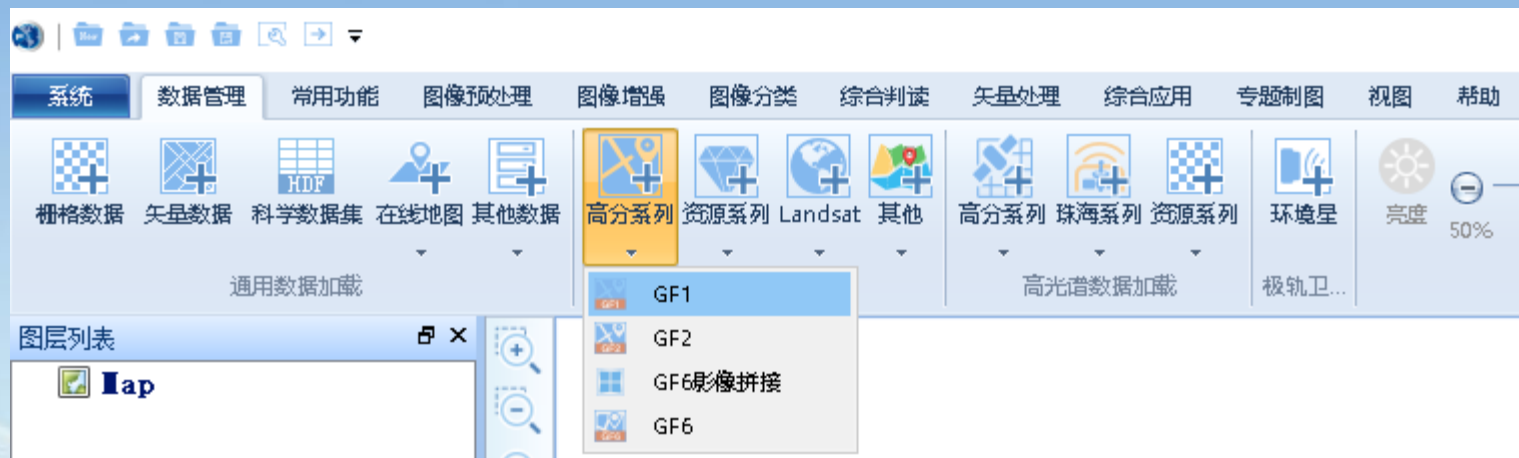 New
系统 数据管理 常用功能 图像预处理 图像增强 图像分类 综合判读 矢量处理 综合应用 专题制图 视图 帮助
HDF
栅格数据 矢量数据 科学数据集 在线地图 其他数据 高分系列 资源系列 Landsat 其他 高分系列 珠海系列 资源系列 环境星 亮度
50%
通用数据加载 高光谱数据加载 极轨卫...
GF1 GF1
图层列表
GF2 GF2
Map
GF6影像拼接
GF6 GF6